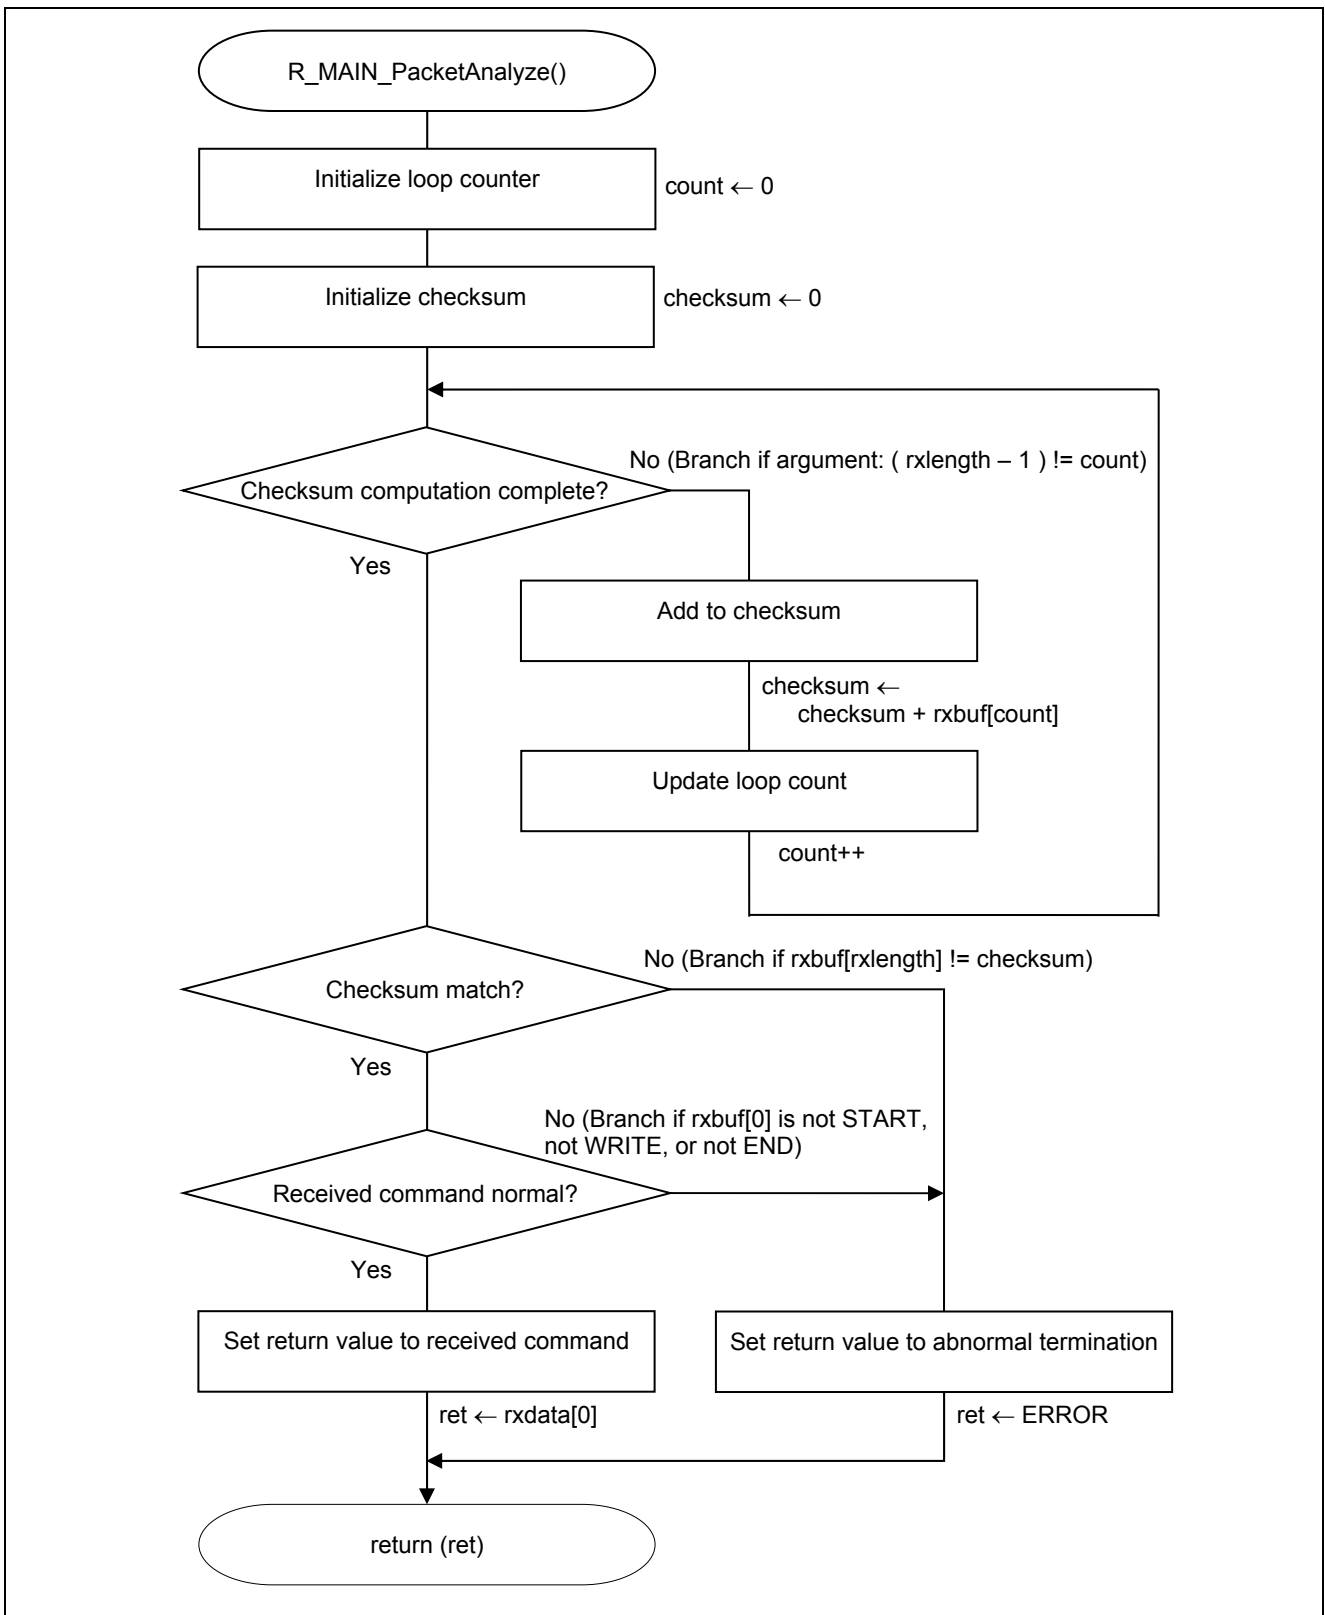 R_MAIN_PacketAnalyze()
Initialize loop counter
count ← 0
Initialize checksum
checksum ← 0
No (Branch if argument: ( rxlength – 1 ) != count)
Checksum computation complete?
Yes
Add to checksum
checksum ←
checksum + rxbuf[count]
Update loop count
count++
No (Branch if rxbuf[rxlength] != checksum)
Checksum match?
Yes
No (Branch if rxbuf[0] is not START,
not WRITE, or not END)
Received command normal?
Yes
Set return value to received command
Set return value to abnormal termination
ret ← rxdata[0]
ret ← ERROR
return (ret)